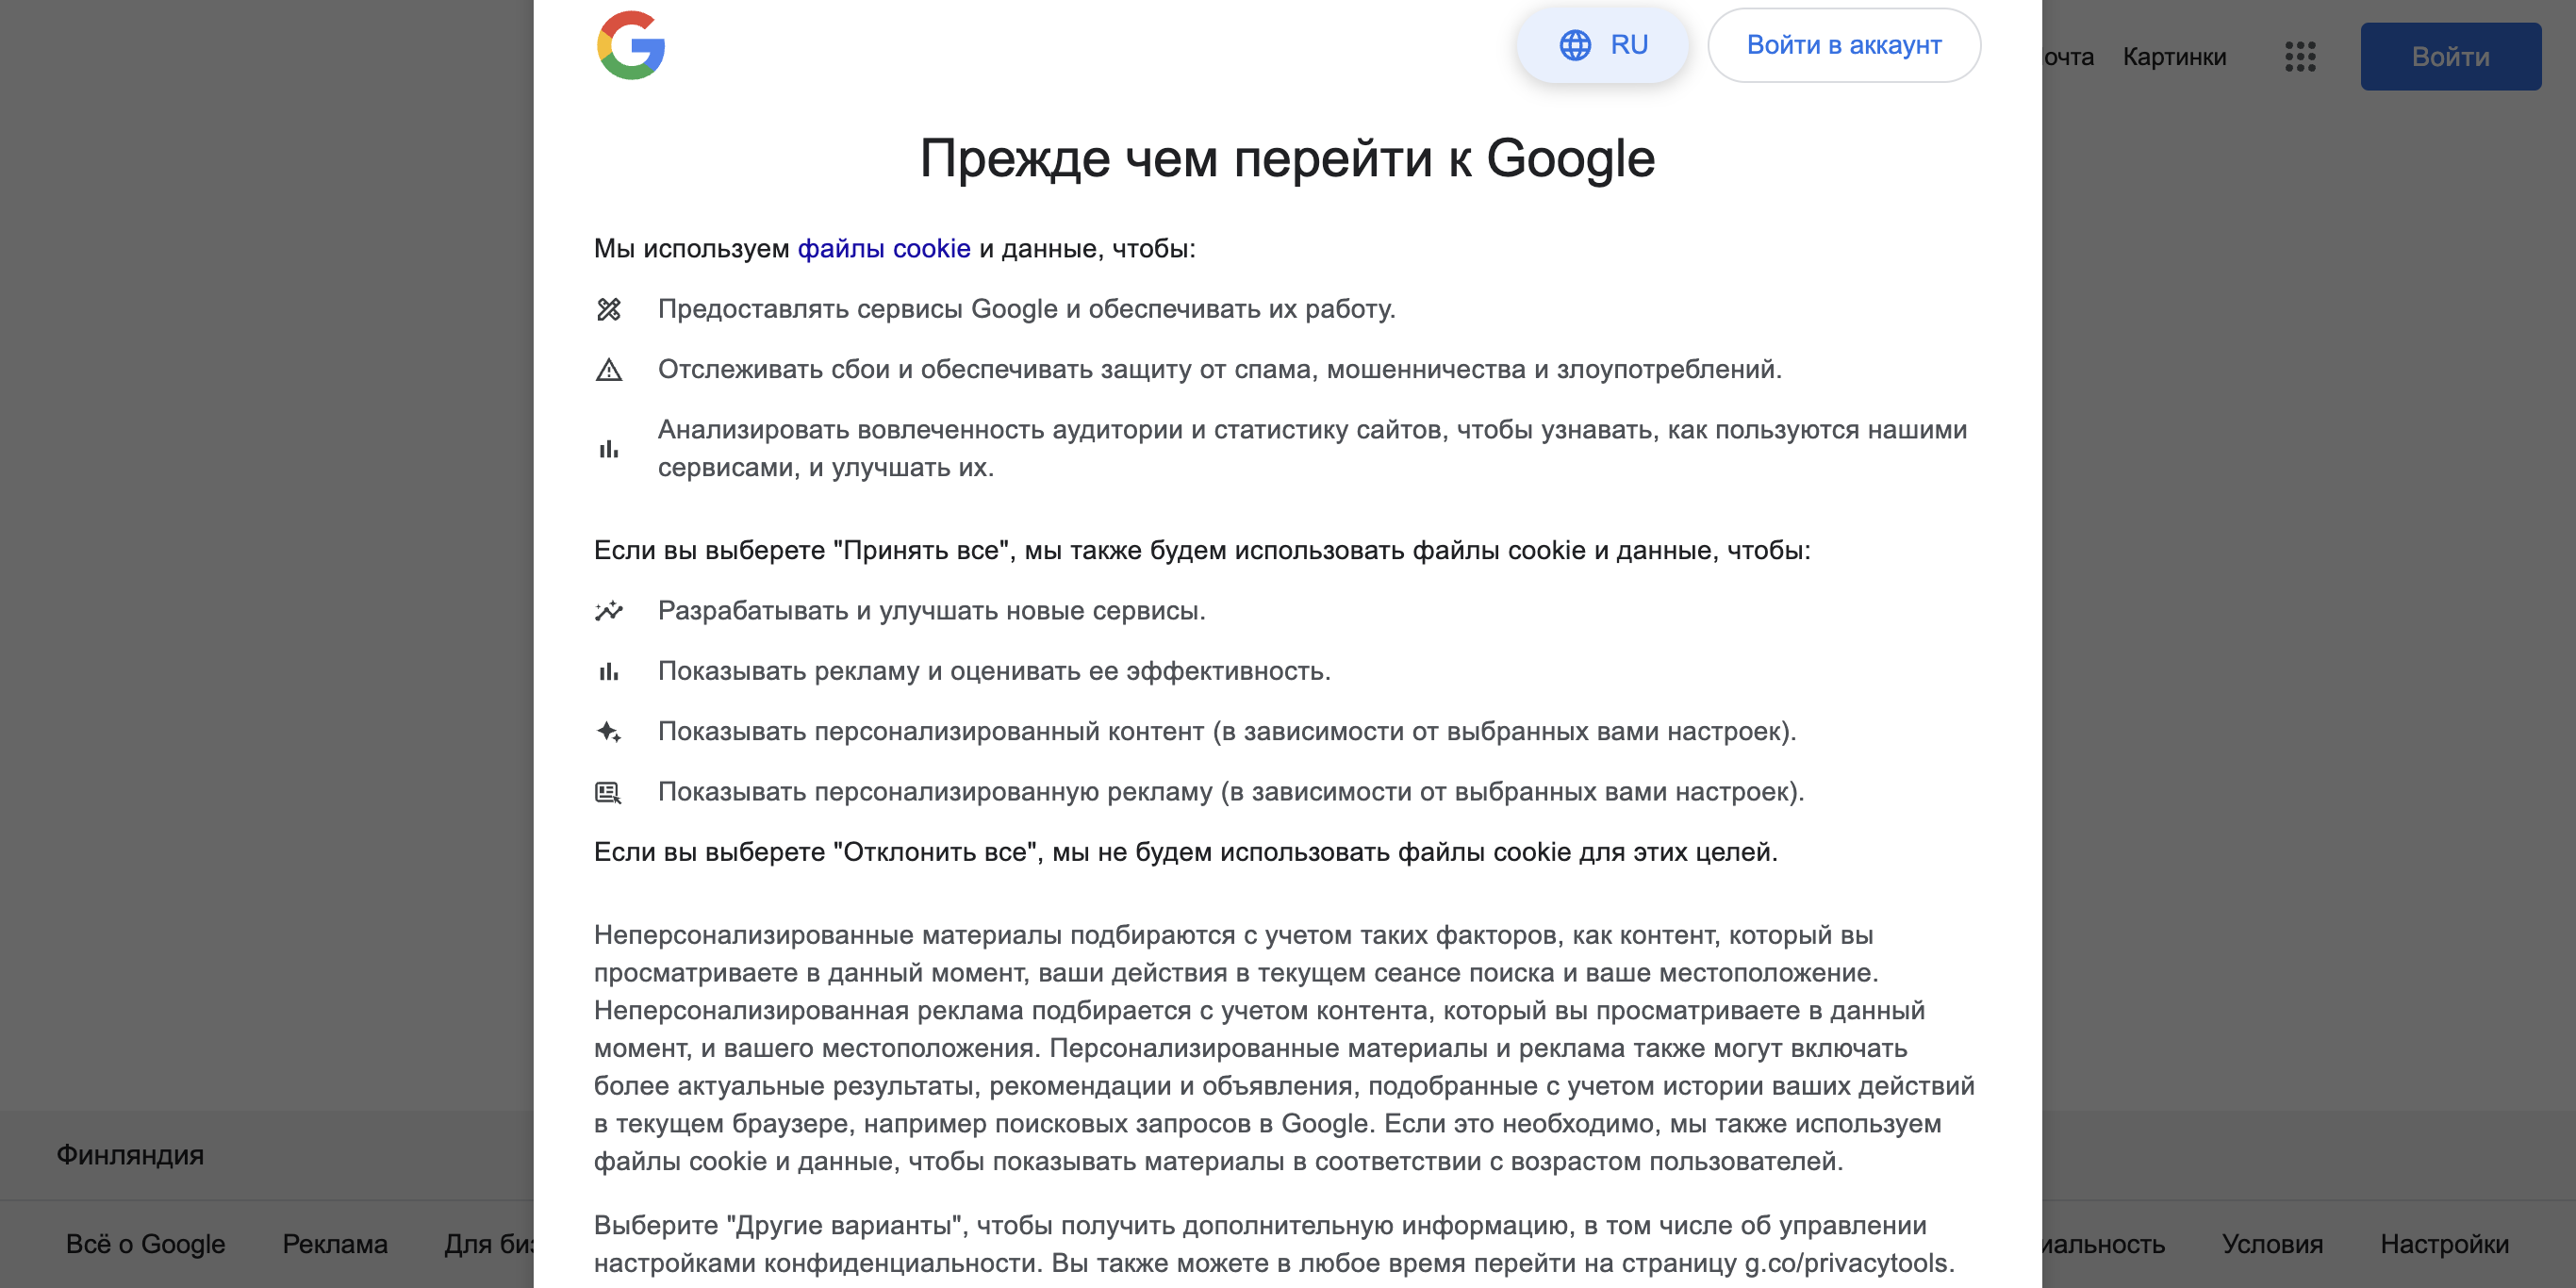 RU
Войти в аккаунт
Картинки
Войти
Прежде чем перейти к Google
Мы используем файлы cookie и данные, чтобы:
Предоставлять сервисы Google и обеспечивать их работу.
Отслеживать сбои и обеспечивать защиту от спама, мошенничества и злоупотреблений.
Анализировать вовлеченность аудитории и статистику сайтов, чтобы узнавать, как пользуются нашими
сервисами, и улучшать их.
Если вы выберете "Принять все", мы также будем использовать файлы cookie и данные, чтобы:
Разрабатывать и улучшать новые сервисы.
Показывать рекламу и оценивать ее эффективность.
Показывать персонализированный контент (в зависимости от выбранных вами настроек).
Показывать персонализированную рекламу (в зависимости от выбранных вами настроек).
Если вы выберете "Отклонить все", мы не будем использовать файлы cookie для этих целей.
Неперсонализированные материалы подбираются с учетом таких факторов, как контент, который вы
просматриваете в данный момент, ваши действия в текущем сеансе поиска и ваше местоположение.
Неперсонализированная реклама подбирается с учетом контента, который вы просматриваете в данный
момент, и вашего местоположения. Персонализированные материалы и реклама также могут включать
более актуальные результаты, рекомендации и объявления, подобранные с учетом истории ваших действий
в текущем браузере, например поисковых запросов в Google. Если это необходимо, мы также используем
файлы cookie и данные, чтобы показывать материалы в соответствии с возрастом пользователей.
Выберите "Другие варианты", чтобы получить дополнительную информацию, в том числе об управлении
настройками конфиденциальности. Вы также можете в любое время перейти на страницу g.co/privacytools.
Финляндия
Всё о Google
Реклама
Для
Условия
Настройки